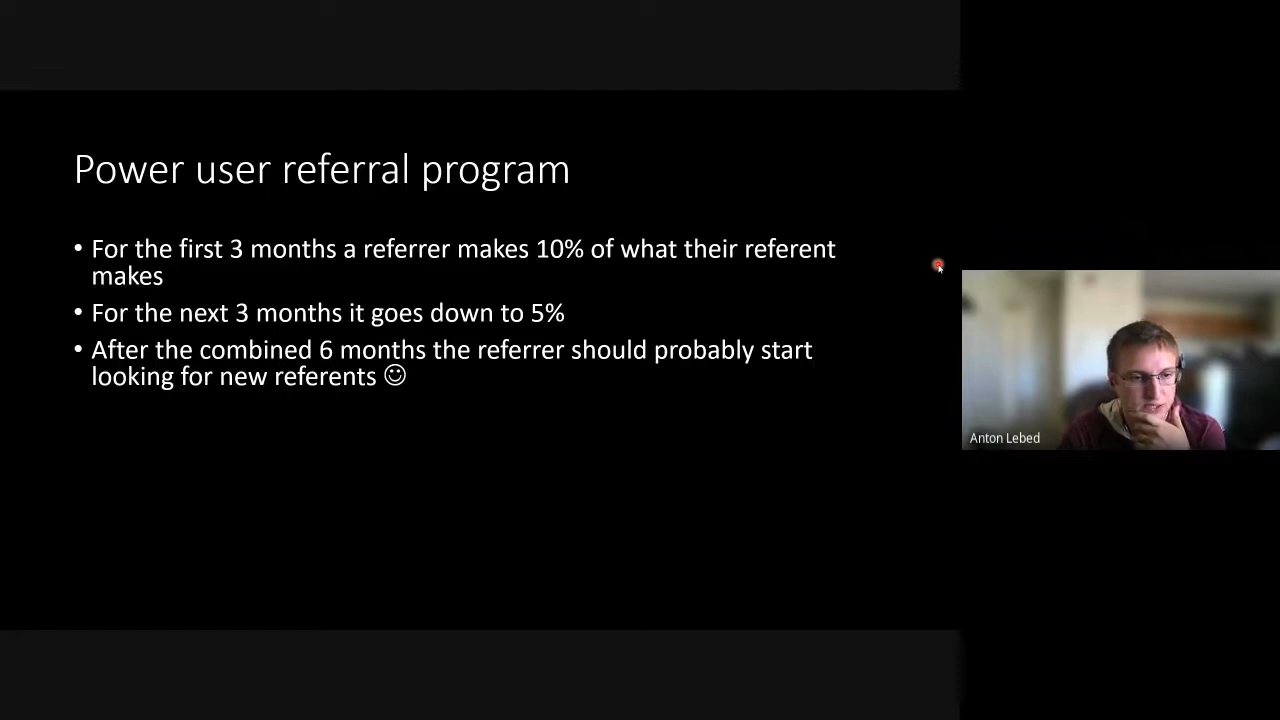 Power user referral program
• For the first 3 months a referrer makes 10% of what their referent
makes
• For the next 3 months it goes down to 5%
• After the combined 6 months the referrer should probably start
looking for new referents ☺
Anton Lebed